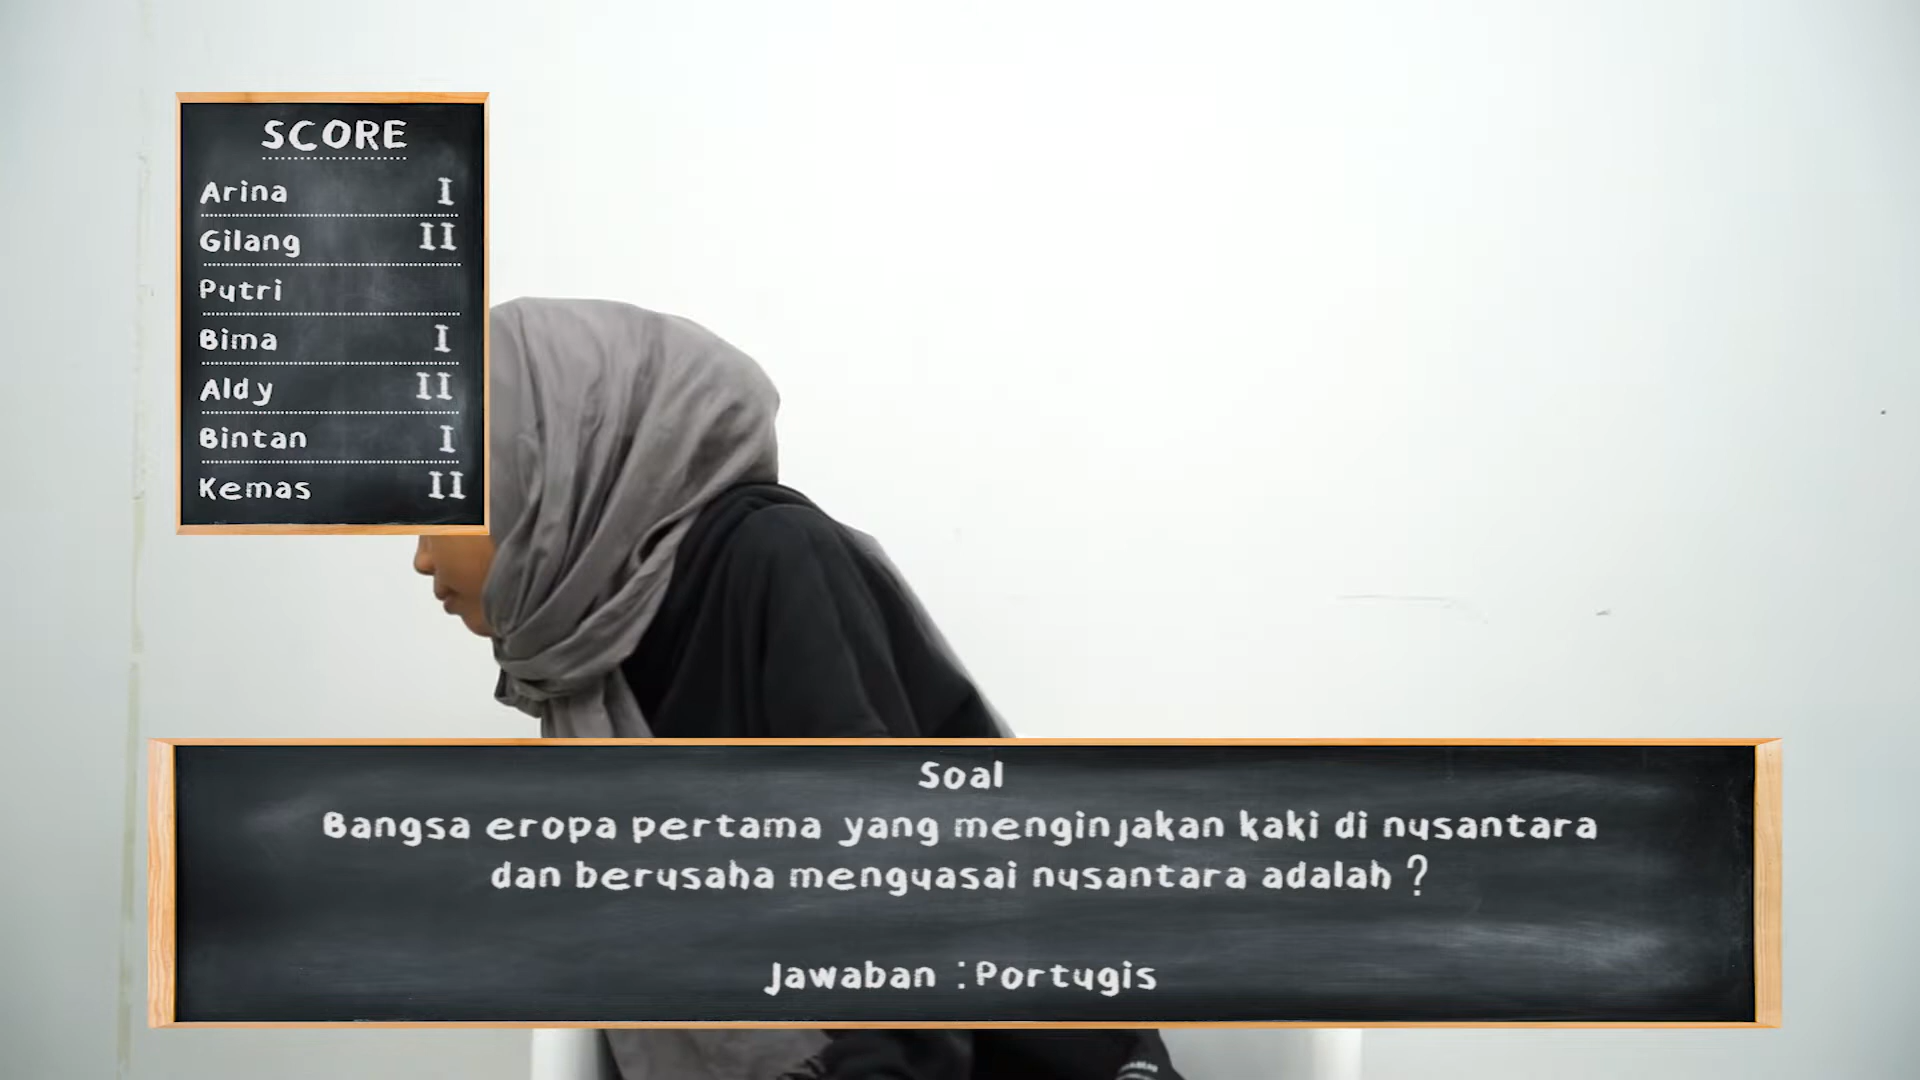 SCORE
Arina I
Gilang II
Putri
Bima I
Aldy II
Bintan I
Kemas II
Soal
Bangsa eropa pertama yang menginjakan kaki di nusantara
dan berusaha menguasai nusantara adalah ?
Jawaban : Portugis